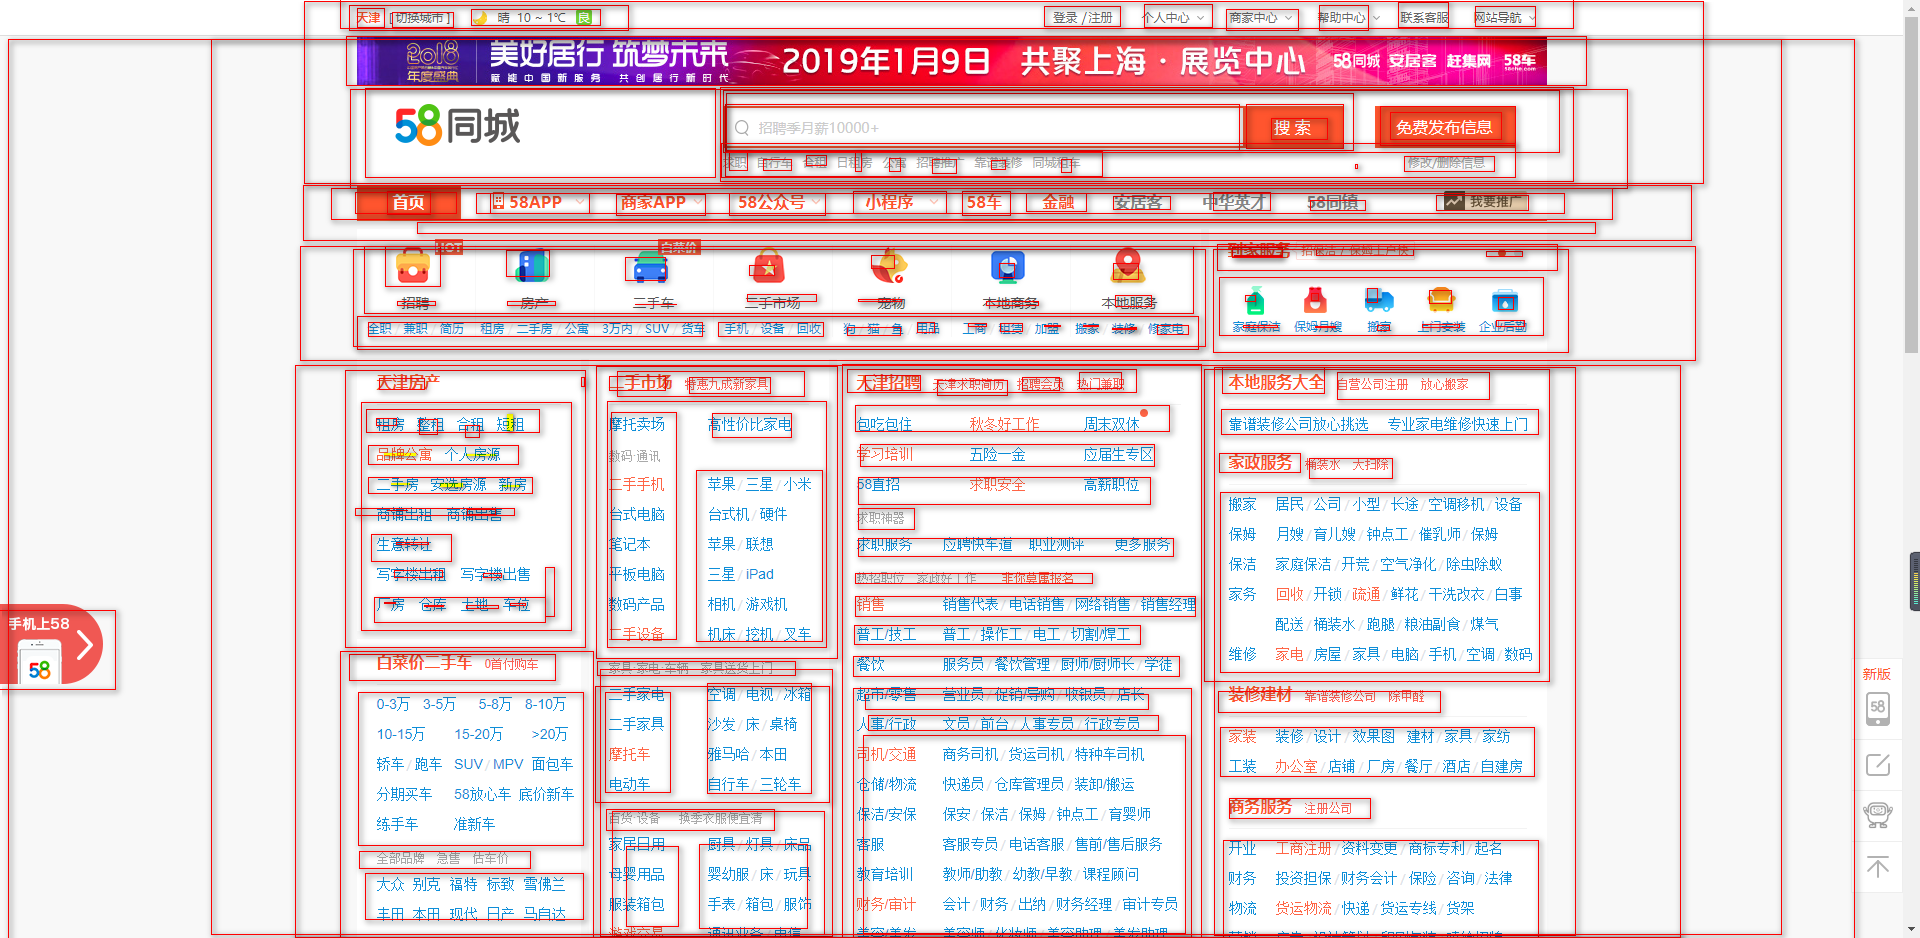 天津 [切换城市] 晴 10 ~ 1℃ 良 登录 / 注册 个人中心 商家中心 帮助中心 联系客服 网站导航
2018 年度盛典 美好居行 筑梦未来 赋能中国新服务 共创居行新时代 2019年1月9日 共聚上海·展览中心 58同城 安居客 赶集网 58车
58同城 招聘季月薪10000+ 搜 索 免费发布信息
求职 自行车 合租 日租房 公寓 招聘推广 靠谱装修 同城租车 修改/删除信息
首页 58APP 商家APP 58公众号 小程序 58车 金融 安居客 中华英才 58同镇 我要推广
HOT 白菜价 到家服务 招保洁 / 保姆上户快
招聘 房产 二手车 二手市场 宠物 本地商务 本地服务
家庭保洁 保姆月嫂 搬家 上门安装 企业后勤
全职 / 兼职 / 简历 租房 / 二手房 / 公寓 3万内 / SUV / 货车 手机 / 设备 / 回收 狗 / 猫 / 鱼 用品 工商 租赁 加盟 搬家 装修 修家电
天津房产
租房 整租 合租 短租
品牌公寓 个人房源
二手房 安选房源 新房
商铺出租 商铺出售
生意转让
写字楼出租 写字楼出售
厂房 仓库 土地 车位
白菜价二手车 0首付购车
0-3万 3-5万 5-8万 8-10万
10-15万 15-20万 >20万
轿车 / 跑车 SUV / MPV 面包车
分期买车 58放心车 底价新车
练手车 准新车
全部品牌 急售 估车价
大众 别克 福特 标致 雪佛兰
丰田 本田 现代 日产 马自达
二手市场 特惠九成新家具
摩托卖场 高性价比家电
数码·通讯
二手手机 苹果 / 三星 / 小米
台式电脑 台式机 / 硬件
笔记本 苹果 / 联想
平板电脑 三星 / iPad
数码产品 相机 / 游戏机
二手设备 机床 / 挖机 / 叉车
家具·家电·车辆 家具送货上门
二手家电 空调 / 电视 / 冰箱
二手家具 沙发 / 床 / 桌椅
摩托车 雅马哈 / 本田
电动车 自行车 / 三轮车
百货·设备 换季衣服便宜清
家居日用 厨具 / 灯具 / 床品
母婴用品 婴幼服 / 床 / 玩具
服装箱包 手表 / 箱包 / 服饰
天津招聘 天津求职简历 招聘会员 热门兼职
包吃包住 秋冬好工作 周末双休
学习培训 五险一金 应届生专区
58直招 求职安全 高薪职位
求职神器
求职服务 应聘快车道 职业测评 更多服务
热招职位 家政好工作 非你莫属报名
销售 销售代表 / 电话销售 / 网络销售 / 销售经理
普工/技工 普工 / 操作工 / 电工 / 切割/焊工
餐饮 服务员 / 餐饮管理 / 厨师/厨师长 / 学徒
超市/零售 营业员 / 促销/导购 / 收银员 / 店长
人事/行政 文员 / 前台 / 人事专员 / 行政专员
司机/交通 商务司机 / 货运司机 / 特种车司机
仓储/物流 快递员 / 仓库管理员 / 装卸/搬运
保洁/安保 保安 / 保洁 / 保姆 / 钟点工 / 育婴师
客服 客服专员 / 电话客服 / 售前/售后服务
教育培训 教师/助教 / 幼教/早教 / 课程顾问
财务/审计 会计 / 财务 / 出纳 / 财务经理 / 审计专员
本地服务大全 自营公司注册 放心搬家
靠谱装修公司放心挑选 专业家电维修快速上门
家政服务 桶装水 大扫除
搬家 居民 / 公司 / 小型 / 长途 / 空调移机 / 设备
保姆 月嫂 / 育儿嫂 / 钟点工 / 催乳师 / 保姆
保洁 家庭保洁 / 开荒 / 空气净化 / 除虫除蚁
家务 回收 / 开锁 / 疏通 / 鲜花 / 干洗改衣 / 白事
配送 / 桶装水 / 跑腿 / 粮油副食 / 煤气
维修 家电 / 房屋 / 家具 / 电脑 / 手机 / 空调 / 数码
装修建材 靠谱装修公司 除甲醛
家装 装修 / 设计 / 效果图 建材 / 家具 / 家纺
工装 办公室 / 店铺 / 厂房 / 餐厅 / 酒店 / 自建房
商务服务 注册公司
开业 工商注册 / 资料变更 / 商标专利 / 起名
财务 投资担保 / 财务会计 / 保险 / 咨询 / 法律
物流 货运物流 / 快递 / 货运专线 / 货架
手机上58
58
新版
58